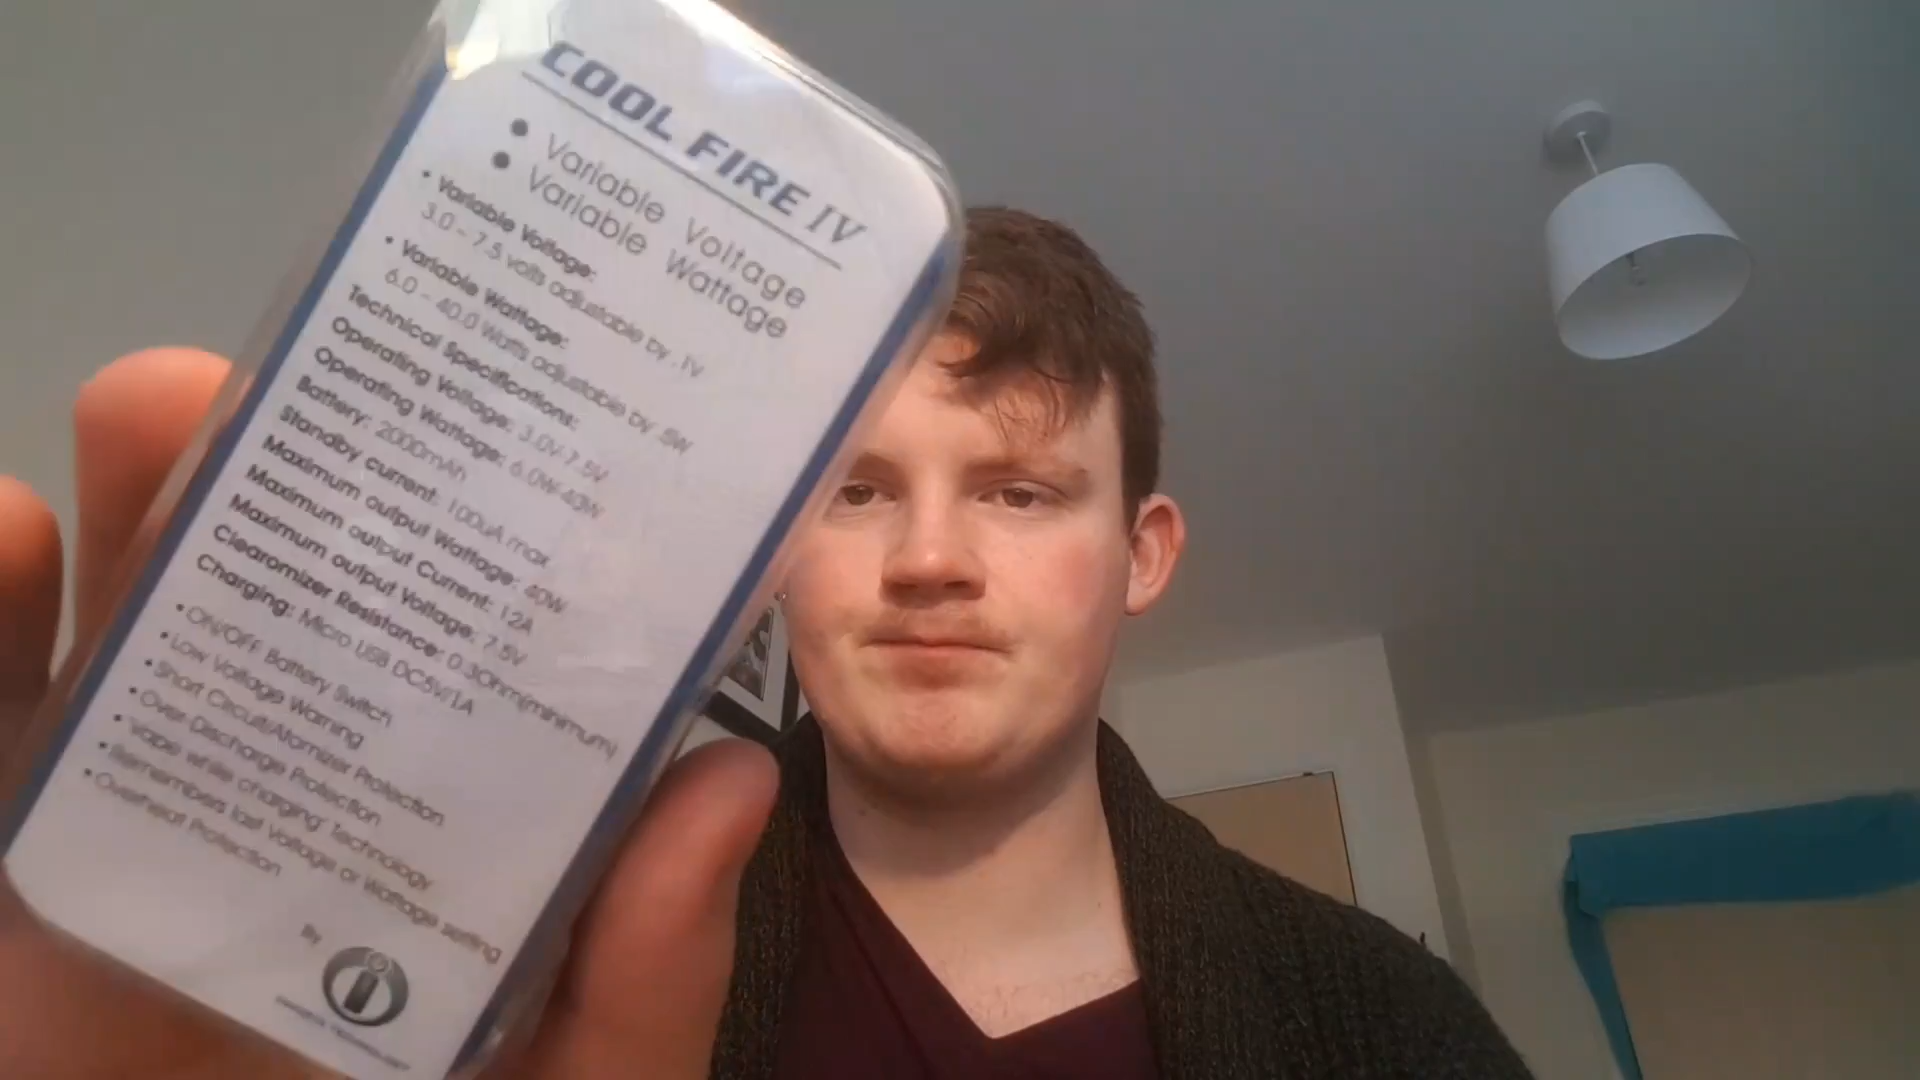 COOL FIRE IV
● Variable Voltage
● Variable Wattage
• Variable Voltage:
3.0 - 7.5 volts adjustable by .1V
• Variable Wattage:
6.0 - 40.0 Watts adjustable by .5W
Technical Specifications:
Operating Voltage: 3.0V-7.5V
Operating Wattage: 6.0W-40W
Battery: 2000mAh
Standby current: 100uA max
Maximum output Wattage: 40W
Maximum output Current: 12A
Maximum output Voltage: 7.5V
Clearomizer Resistance: 0.3Ohm(minimum)
Charging: Micro USB DC5V/1A
• ON/OFF Battery Switch
• Low Voltage Warning
• Short Circuit/Atomizer Protection
• Over-Discharge Protection
• 'Vape while charging' Technology
• Remembers last Voltage or Wattage setting
• Overheat Protection
By